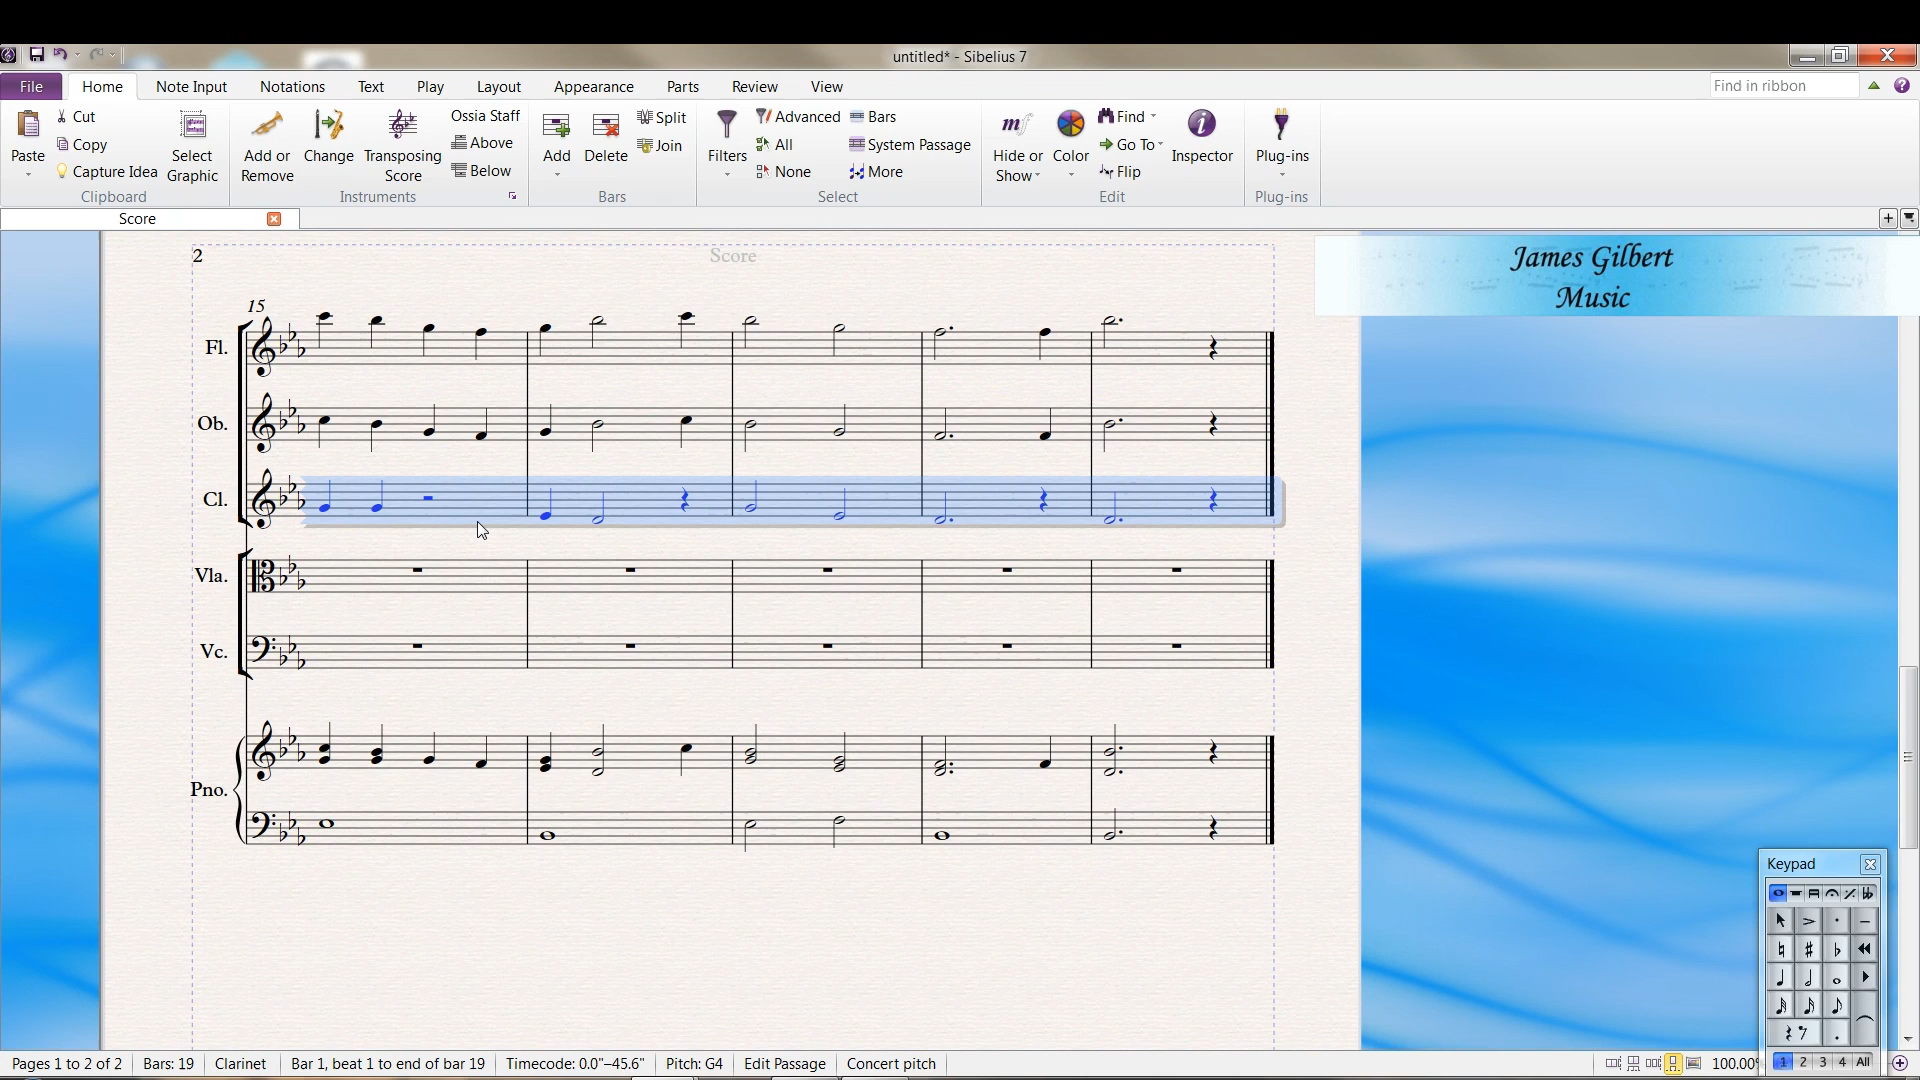 untitled* - Sibelius 7
File Home Note Input Notations Text Play Layout Appearance Parts Review View Find in ribbon
Paste Cut Copy Capture Idea Select Graphic
Clipboard
Add or Remove Change Transposing Score Ossia Staff Above Below
Instruments
Add Delete Split Join
Bars
Filters Advanced All None Bars System Passage More
Select
Hide or Show Color Find Go To Flip Inspector
Edit
Plug-ins
Plug-ins
Score
2 Score
James Gilbert
Music
15
Fl.
Ob.
Cl.
Vla.
Vc.
Pno.
Keypad
1 2 3 4 All
Pages 1 to 2 of 2 Bars: 19 Clarinet Bar 1, beat 1 to end of bar 19 Timecode: 0.0"–45.6" Pitch: G4 Edit Passage Concert pitch 100.00%